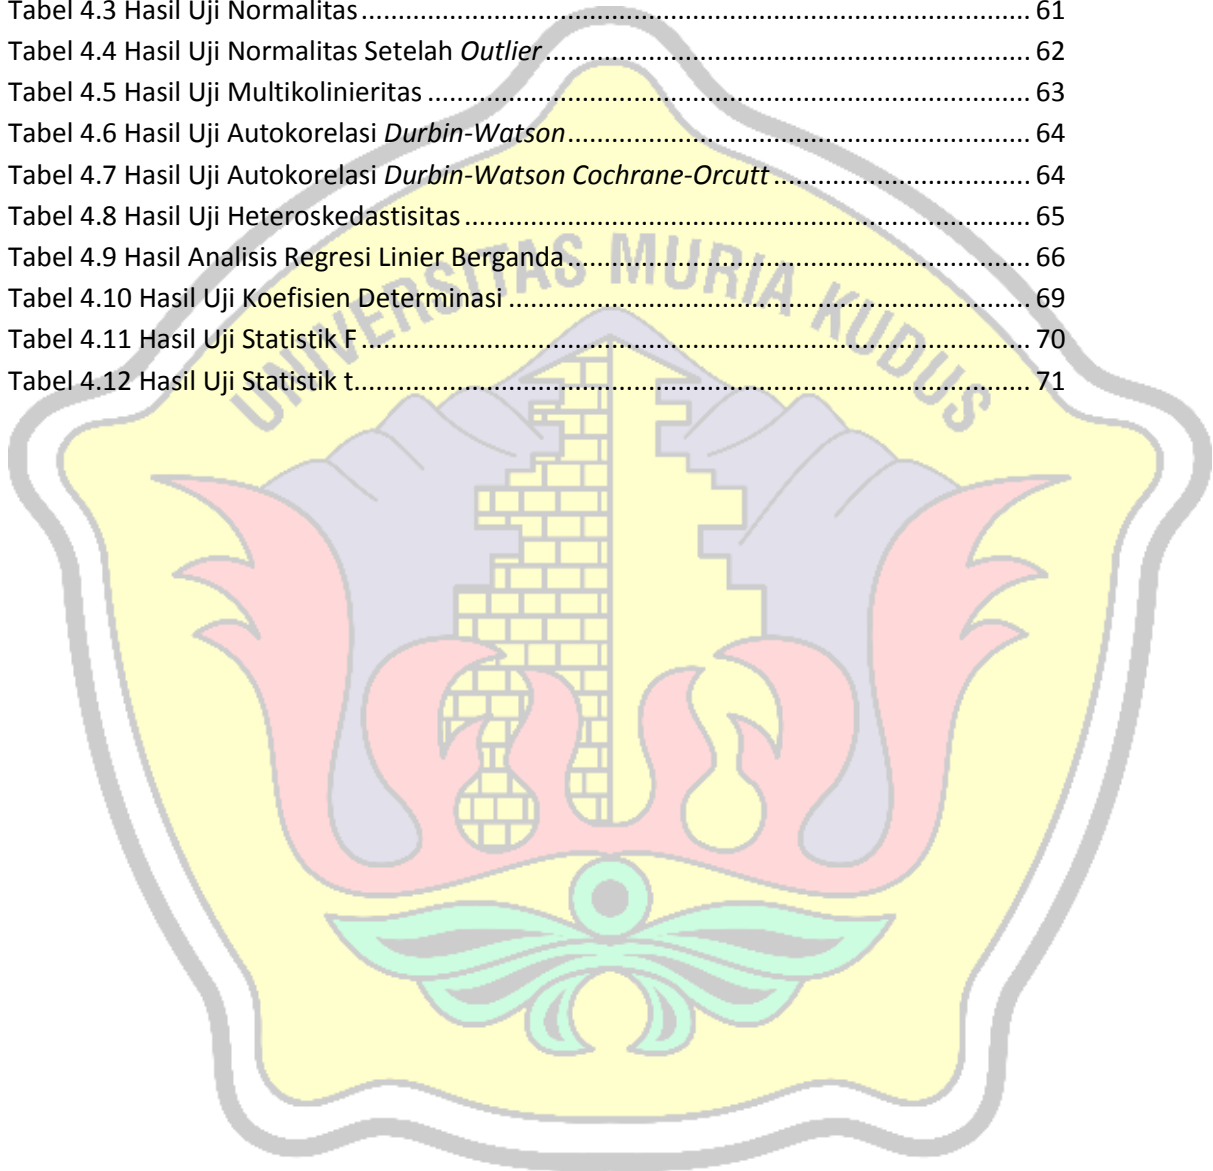 Tabel 4.3 Hasil Uji Normalitas ........................................................................................ 61
Tabel 4.4 Hasil Uji Normalitas Setelah Outlier ................................................................ 62
Tabel 4.5 Hasil Uji Multikolinieritas ................................................................................ 63
Tabel 4.6 Hasil Uji Autokorelasi Durbin-Watson ............................................................. 64
Tabel 4.7 Hasil Uji Autokorelasi Durbin-Watson Cochrane-Orcutt .................................. 64
Tabel 4.8 Hasil Uji Heteroskedastisitas ........................................................................... 65
Tabel 4.9 Hasil Analisis Regresi Linier Berganda ............................................................. 66
Tabel 4.10 Hasil Uji Koefisien Determinasi ..................................................................... 69
Tabel 4.11 Hasil Uji Statistik F ........................................................................................ 70
Tabel 4.12 Hasil Uji Statistik t......................................................................................... 71
UNIVERSITAS MURIA KUDUS